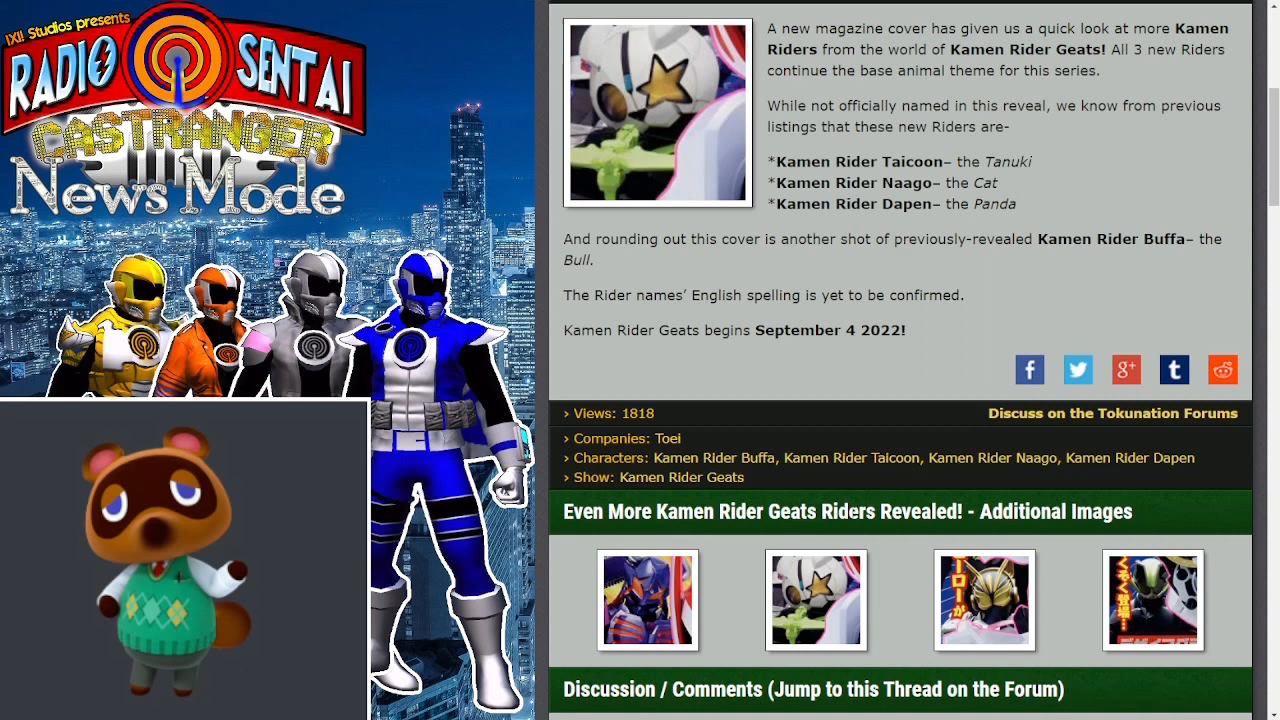 IXII Studios presents
RADIO SENTAI
CASTRANGER
News Mode
A new magazine cover has given us a quick look at more Kamen
Riders from the world of Kamen Rider Geats! All 3 new Riders
continue the base animal theme for this series.
While not officially named in this reveal, we know from previous
listings that these new Riders are-
*Kamen Rider Taicoon– the Tanuki
*Kamen Rider Naago– the Cat
*Kamen Rider Dapen– the Panda
And rounding out this cover is another shot of previously-revealed Kamen Rider Buffa– the
Bull.
The Rider names’ English spelling is yet to be confirmed.
Kamen Rider Geats begins September 4 2022!
› Views: 1818
Discuss on the Tokunation Forums
› Companies: Toei
› Characters: Kamen Rider Buffa, Kamen Rider Taicoon, Kamen Rider Naago, Kamen Rider Dapen
› Show: Kamen Rider Geats
Even More Kamen Rider Geats Riders Revealed! - Additional Images
Discussion / Comments (Jump to this Thread on the Forum)